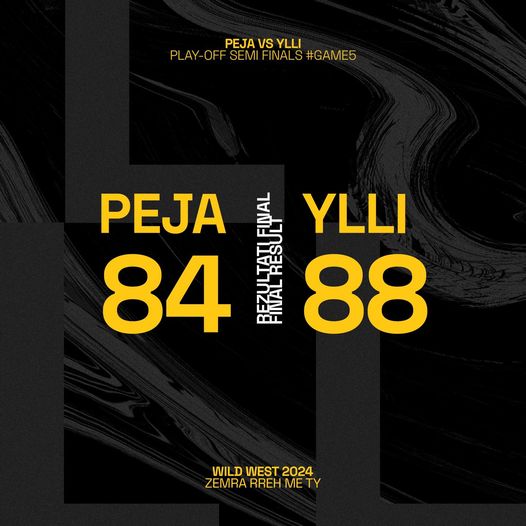 PEJA VS YLLI
PLAY-OFF SEMI FINALS #GAME5
PEJA
84
REZULTATI FINAL
FINAL RESULT
YLLI
88
WILD WEST 2024
ZEMRA RREH ME TY